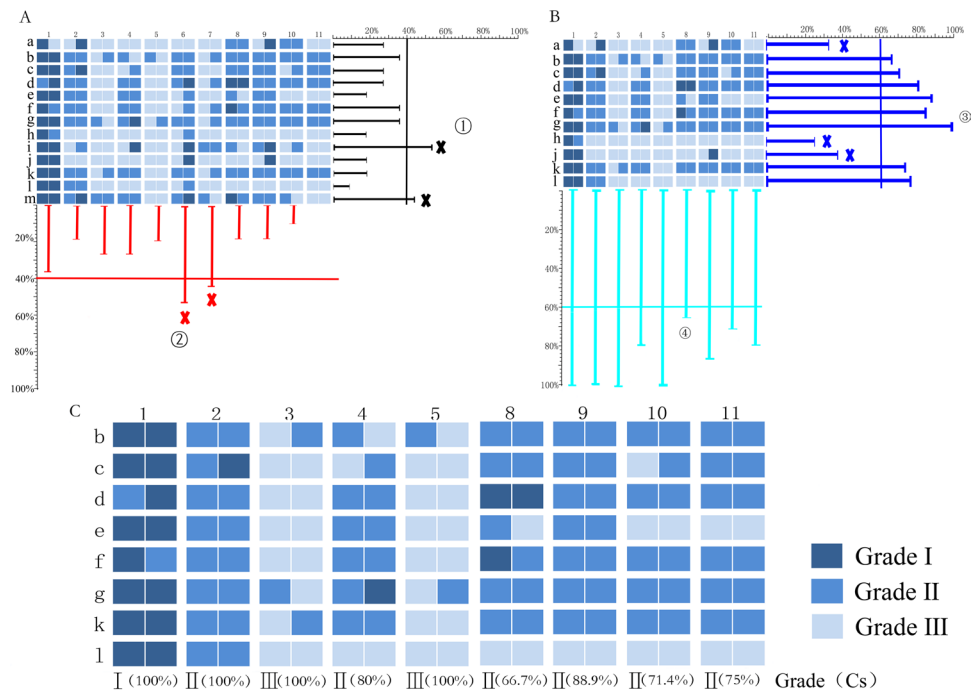 A
1 2 3 4 5 6 7 8 9 10 11
20% 40% 60% 80% 100%
a
b
c
d
e
f
g
h
i
j
k
l
m
①
20%
40%
60%
80%
100%
②
B
1 2 3 4 5 8 9 10 11
20% 40% 60% 80% 100%
a
b
c
d
e
f
g
h
j
k
l
③
20%
40%
60%
80%
100%
④
C
1 2 3 4 5 8 9 10 11
b
c
d
e
f
g
k
l
Grade I
Grade II
Grade III
I (100%) II (100%) III (100%) II (80%) III (100%) II (66.7%) II (88.9%) II (71.4%) II (75%) Grade (Cs)